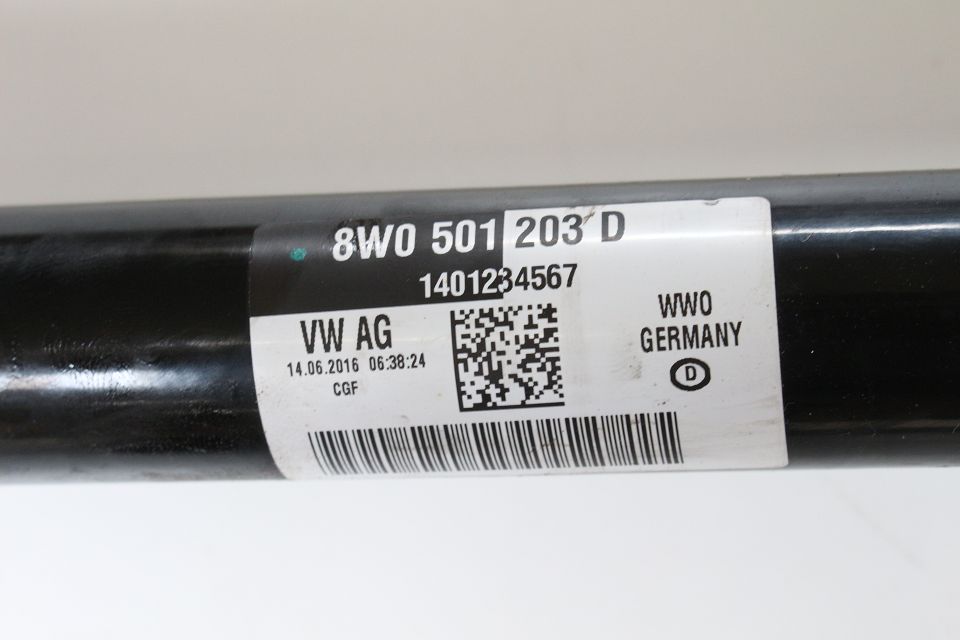 8W0 501 203 D
1401234567
VW AG
14.06.2016 06:38:24
CGF
WWO
GERMANY
D